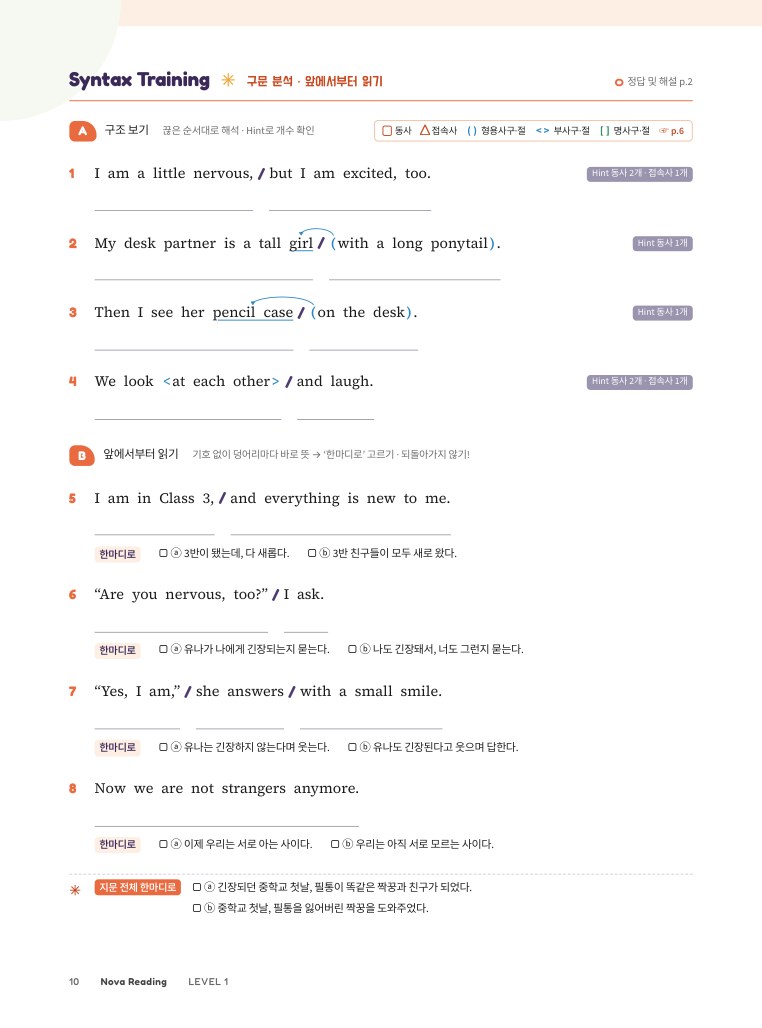 Syntax Training ✳ 구문 분석 · 앞에서부터 읽기 정답 및 해설 p.2
A 구조 보기 끊은 순서대로 해석 · Hint로 개수 확인 동사 접속사 ( ) 형용사구·절 < > 부사구·절 [ ] 명사구·절 ☞ p.6
1 I am a little nervous, / but I am excited, too. Hint 동사 2개 · 접속사 1개
2 My desk partner is a tall girl / (with a long ponytail). Hint 동사 1개
3 Then I see her pencil case / (on the desk). Hint 동사 1개
4 We look <at each other> / and laugh. Hint 동사 2개 · 접속사 1개
B 앞에서부터 읽기 기호 없이 덩어리마다 바로 뜻 → ‘한마디로’ 고르기 · 되돌아가지 않기!
5 I am in Class 3, / and everything is new to me.
한마디로 ☐ ⓐ 3반이 됐는데, 다 새롭다. ☐ ⓑ 3반 친구들이 모두 새로 왔다.
6 “Are you nervous, too?” / I ask.
한마디로 ☐ ⓐ 유나가 나에게 긴장되는지 묻는다. ☐ ⓑ 나도 긴장돼서, 너도 그런지 묻는다.
7 “Yes, I am,” / she answers / with a small smile.
한마디로 ☐ ⓐ 유나는 긴장하지 않는다며 웃는다. ☐ ⓑ 유나도 긴장된다고 웃으며 답한다.
8 Now we are not strangers anymore.
한마디로 ☐ ⓐ 이제 우리는 서로 아는 사이다. ☐ ⓑ 우리는 아직 서로 모르는 사이다.
✳ 지문 전체 한마디로 ☐ ⓐ 긴장되던 중학교 첫날, 필통이 똑같은 짝꿍과 친구가 되었다.
☐ ⓑ 중학교 첫날, 필통을 잃어버린 짝꿍을 도와주었다.
10 Nova Reading LEVEL 1